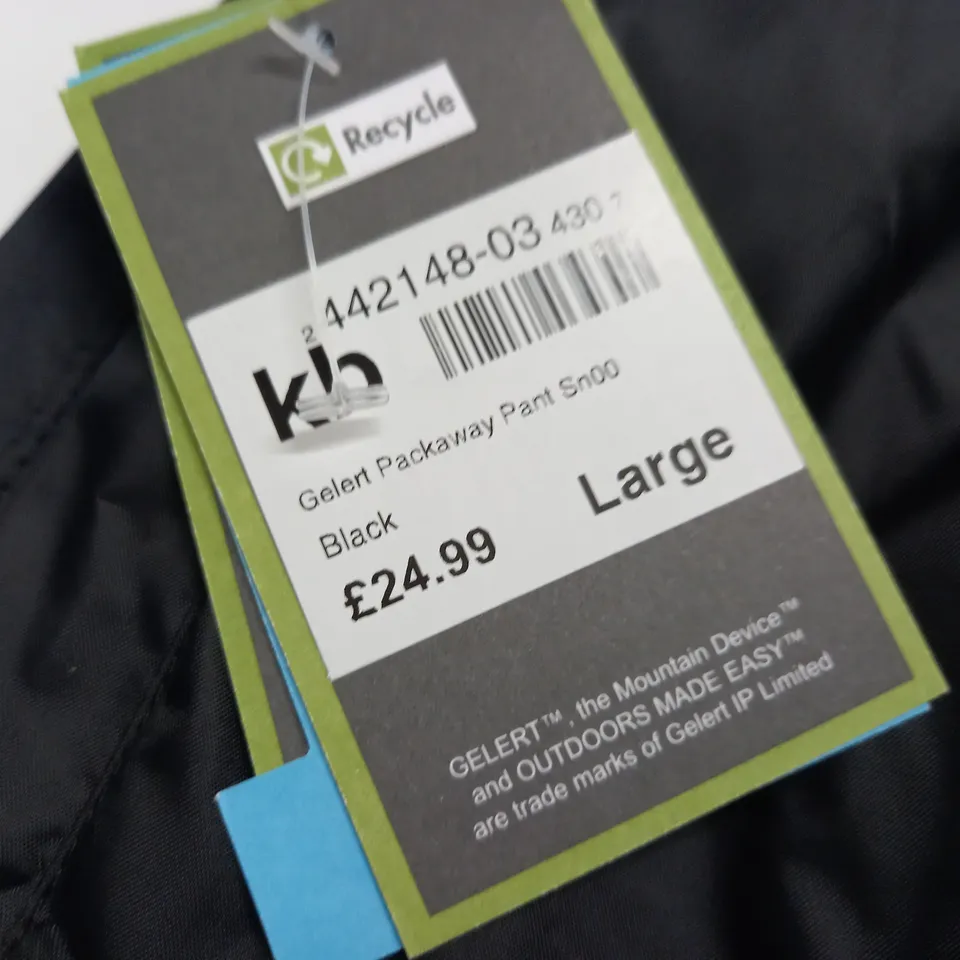 Recycle
442148-03 430
2
kb
Gelert Packaway Pant Sn00
Black
Large
£24.99
GELERT™, the Mountain Device™
and OUTDOORS MADE EASY™
are trade marks of Gelert IP Limited